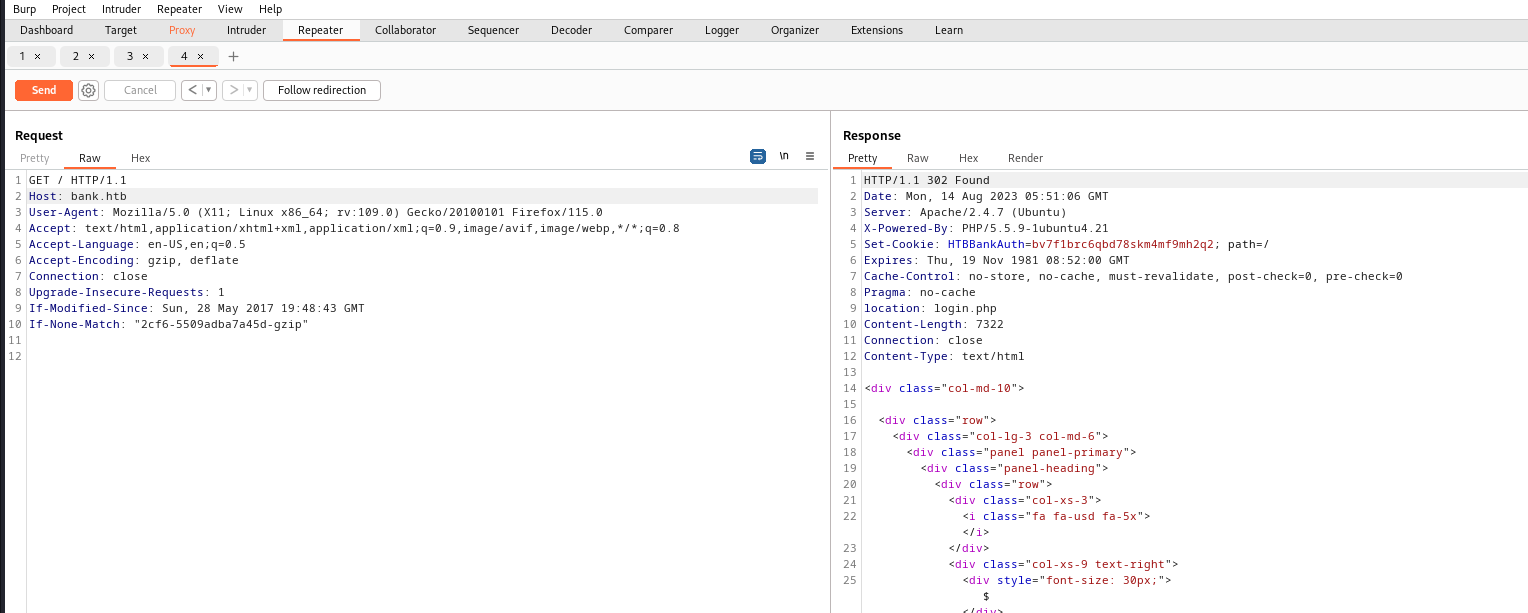 Burp Project Intruder Repeater View Help
Dashboard Target Proxy Intruder Repeater Collaborator Sequencer Decoder Comparer Logger Organizer Extensions Learn
1 × 2 × 3 × 4 × +
Send Cancel < ▼ > ▼ Follow redirection
Request
Pretty Raw Hex \n ≡
1 GET / HTTP/1.1
2 Host: bank.htb
3 User-Agent: Mozilla/5.0 (X11; Linux x86_64; rv:109.0) Gecko/20100101 Firefox/115.0
4 Accept: text/html,application/xhtml+xml,application/xml;q=0.9,image/avif,image/webp,*/*;q=0.8
5 Accept-Language: en-US,en;q=0.5
6 Accept-Encoding: gzip, deflate
7 Connection: close
8 Upgrade-Insecure-Requests: 1
9 If-Modified-Since: Sun, 28 May 2017 19:48:43 GMT
10 If-None-Match: "2cf6-5509adba7a45d-gzip"
11
12
Response
Pretty Raw Hex Render
1 HTTP/1.1 302 Found
2 Date: Mon, 14 Aug 2023 05:51:06 GMT
3 Server: Apache/2.4.7 (Ubuntu)
4 X-Powered-By: PHP/5.5.9-1ubuntu4.21
5 Set-Cookie: HTBBankAuth=bv7f1brc6qbd78skm4mf9mh2q2; path=/
6 Expires: Thu, 19 Nov 1981 08:52:00 GMT
7 Cache-Control: no-store, no-cache, must-revalidate, post-check=0, pre-check=0
8 Pragma: no-cache
9 location: login.php
10 Content-Length: 7322
11 Connection: close
12 Content-Type: text/html
13
14 <div class="col-md-10">
15
16 <div class="row">
17 <div class="col-lg-3 col-md-6">
18 <div class="panel panel-primary">
19 <div class="panel-heading">
20 <div class="row">
21 <div class="col-xs-3">
22 <i class="fa fa-usd fa-5x">
</i>
23 </div>
24 <div class="col-xs-9 text-right">
25 <div style="font-size: 30px;">
$
</div>